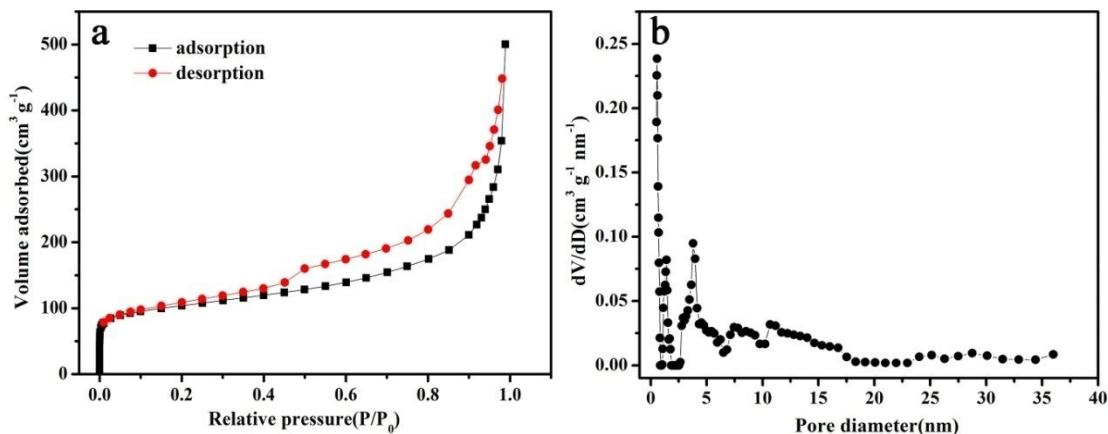 a
adsorption
desorption
Volume adsorbed(cm³ g⁻¹)
500
400
300
200
100
0
0.0 0.2 0.4 0.6 0.8 1.0
Relative pressure(P/P₀)
b
dV/dD(cm³ g⁻¹ nm⁻¹)
0.25
0.20
0.15
0.10
0.05
0.00
0 5 10 15 20 25 30 35 40
Pore diameter(nm)